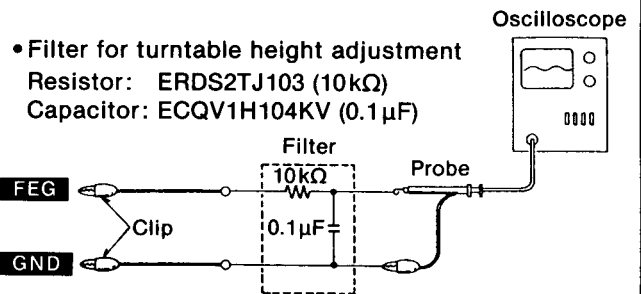 Oscilloscope
• Filter for turntable height adjustment
Resistor: ERDS2TJ103 (10kΩ)
Capacitor: ECQV1H104KV (0.1μF)
Filter
10kΩ
Probe
FEG
Clip
0.1μF
GND